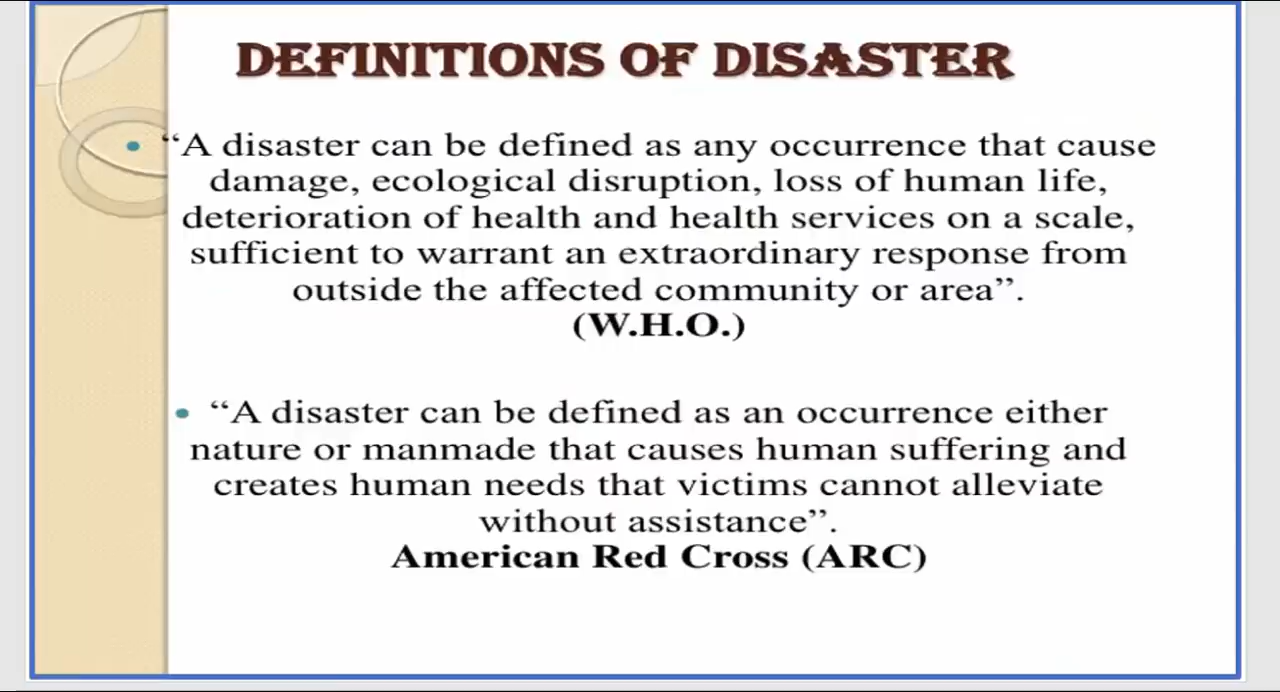 DEFINITIONS OF DISASTER
• “A disaster can be defined as any occurrence that cause
damage, ecological disruption, loss of human life,
deterioration of health and health services on a scale,
sufficient to warrant an extraordinary response from
outside the affected community or area”.
(W.H.O.)
• “A disaster can be defined as an occurrence either
nature or manmade that causes human suffering and
creates human needs that victims cannot alleviate
without assistance”.
American Red Cross (ARC)